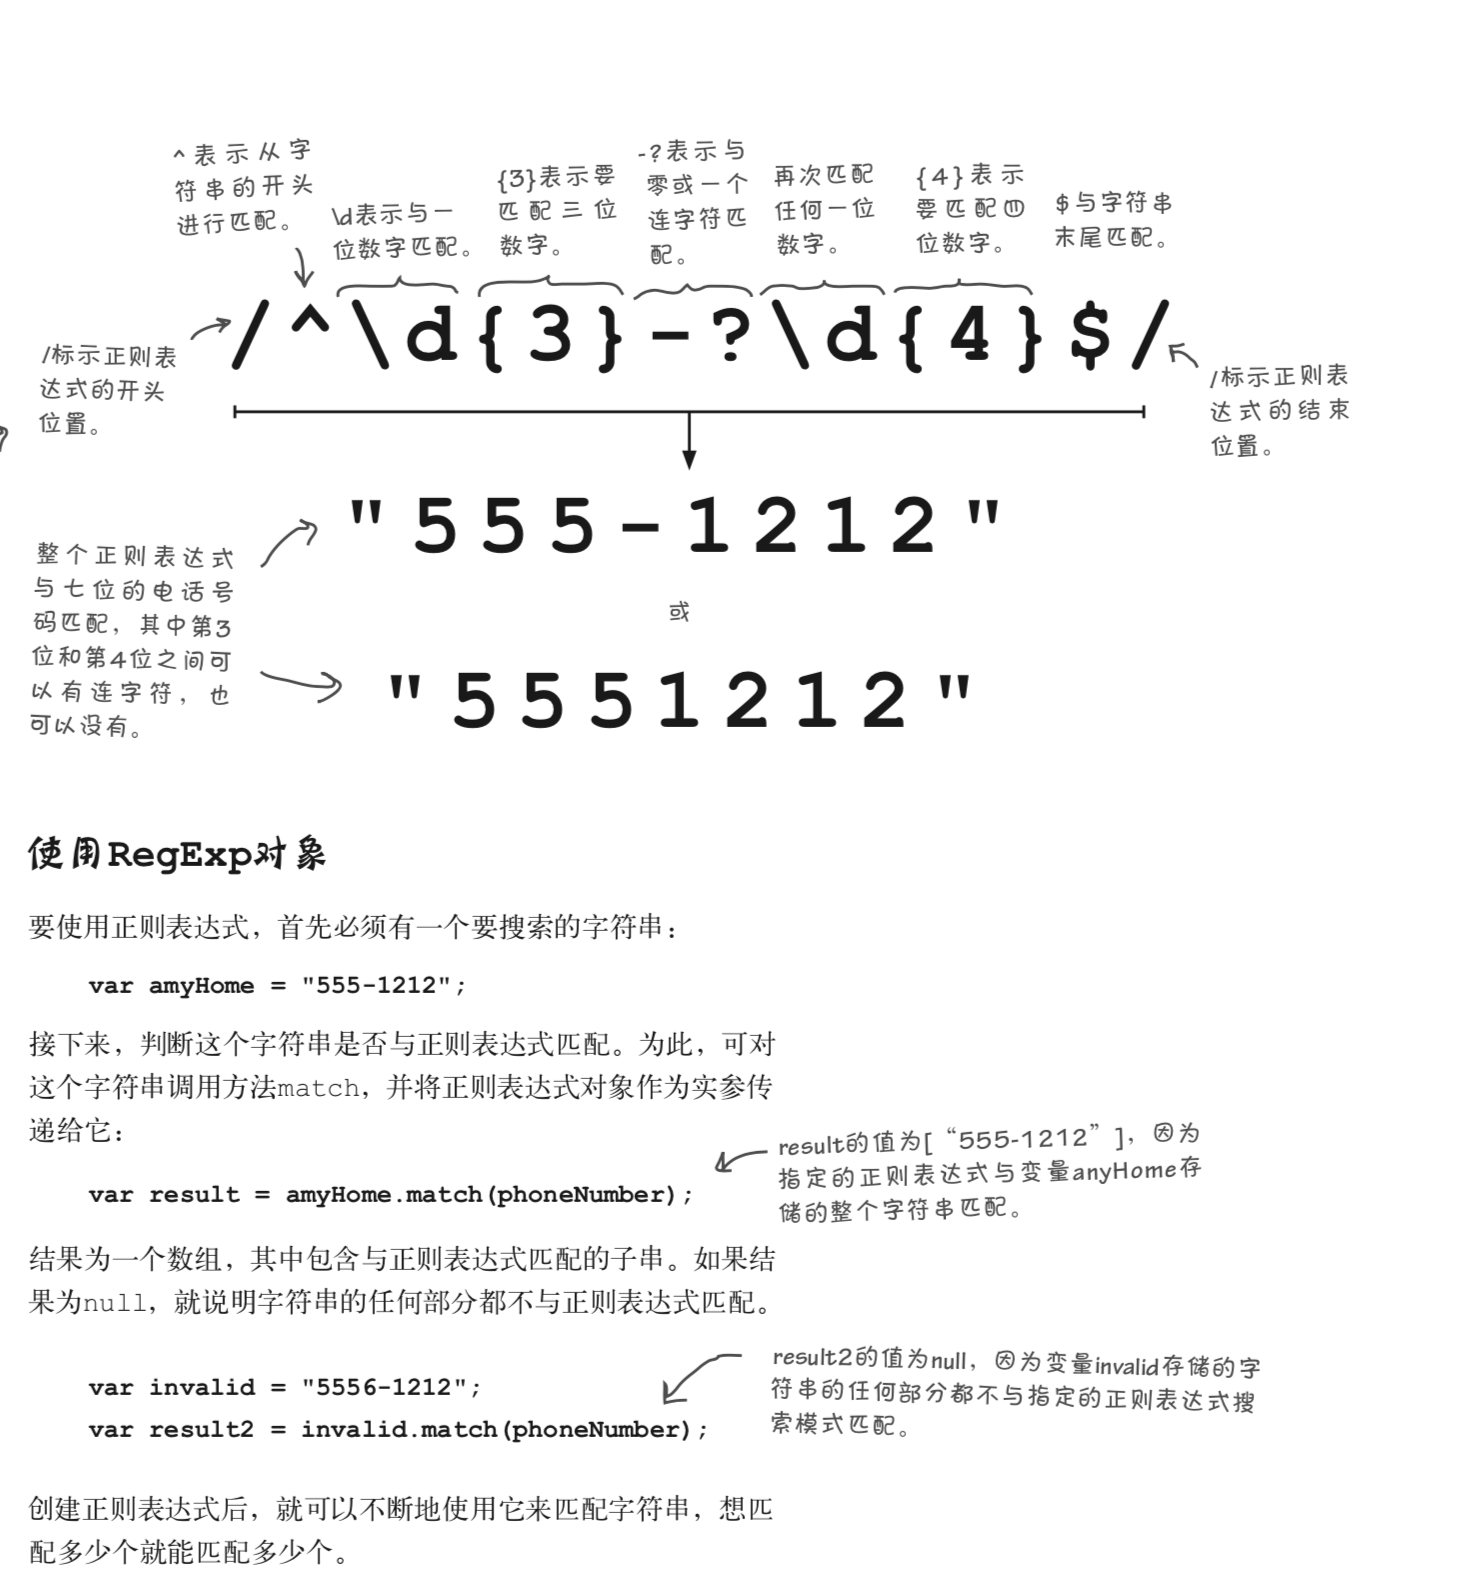 ^表示从字
符串的开头
进行匹配。
\d表示与一
位数字匹配。
{3}表示要
匹配三位
数字。
-?表示与
零或一个
连字符匹
配。
再次匹配
任何一位
数字。
{4}表示
要匹配四
位数字。
$与字符串
末尾匹配。
/^\d{3}-?\d{4}$/
/标示正则表
达式的开头
位置。
/标示正则表
达式的结束
位置。
"555-1212"
整个正则表达式
与七位的电话号
码匹配，其中第3
位和第4位之间可
以有连字符，也
可以没有。
或
"5551212"
使用RegExp对象
要使用正则表达式，首先必须有一个要搜索的字符串：
var amyHome = "555-1212";
接下来，判断这个字符串是否与正则表达式匹配。为此，可对
这个字符串调用方法match，并将正则表达式对象作为实参传
递给它：
var result = amyHome.match(phoneNumber);
result的值为[“555-1212”]，因为
指定的正则表达式与变量anyHome存
储的整个字符串匹配。
结果为一个数组，其中包含与正则表达式匹配的子串。如果结
果为null，就说明字符串的任何部分都不与正则表达式匹配。
var invalid = "5556-1212";
var result2 = invalid.match(phoneNumber);
result2的值为null，因为变量invalid存储的字
符串的任何部分都不与指定的正则表达式搜
索模式匹配。
创建正则表达式后，就可以不断地使用它来匹配字符串，想匹
配多少个就能匹配多少个。